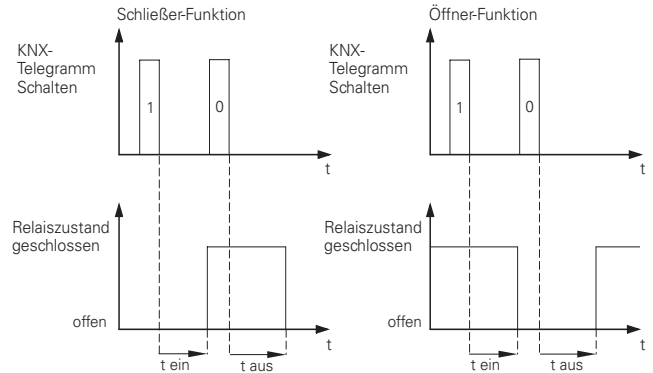 Schließer-Funktion
KNX-
Telegramm
Schalten
1
0
t
Relaiszustand
geschlossen
offen
t
t ein
t aus
Öffner-Funktion
KNX-
Telegramm
Schalten
1
0
t
Relaiszustand
geschlossen
offen
t
t ein
t aus